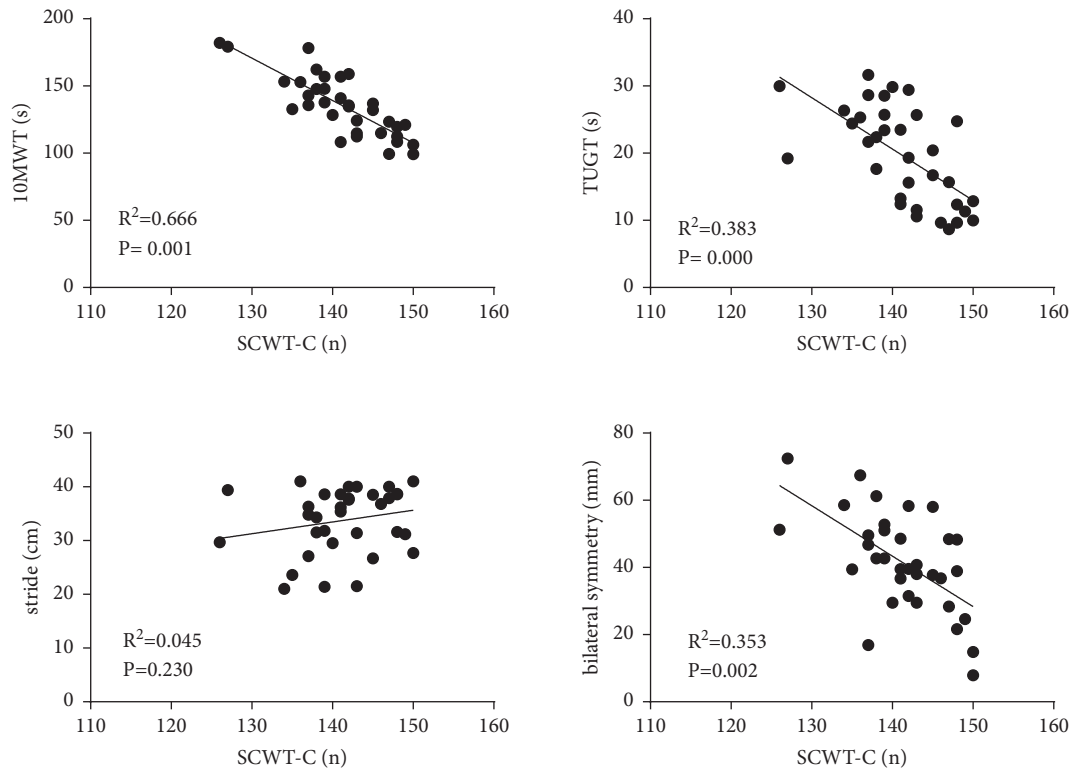 200
150
100
50
0
10MWT (s)
R²=0.666
P= 0.001
110 120 130 140 150 160
SCWT-C (n)
40
30
20
10
0
TUGT (s)
R²=0.383
P= 0.000
110 120 130 140 150 160
SCWT-C (n)
50
40
30
20
10
0
stride (cm)
R²=0.045
P=0.230
110 120 130 140 150 160
SCWT-C (n)
80
60
40
20
0
bilateral symmetry (mm)
R²=0.353
P=0.002
110 120 130 140 150 160
SCWT-C (n)